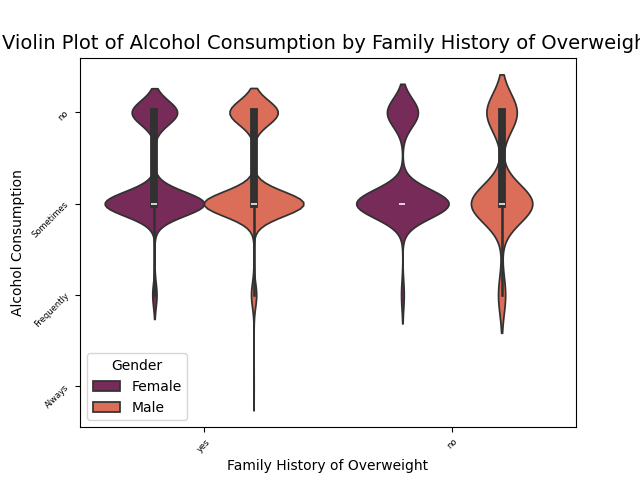 Violin Plot of Alcohol Consumption by Family History of Overweigh
no
Sometimes
Frequently
Always
Alcohol Consumption
Gender
Female
Male
yes
no
Family History of Overweight